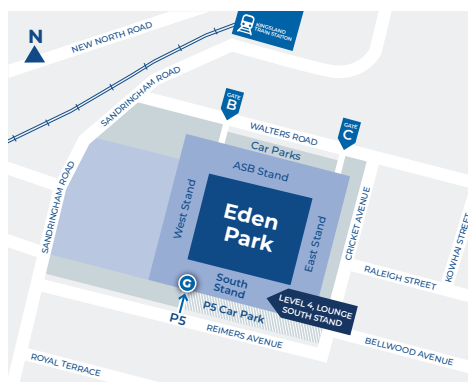 N
NEW NORTH ROAD
KINGSLAND
TRAIN STATION
SANDRINGHAM ROAD
GATE
B
WALTERS ROAD
GATE
C
Car Parks
ASB Stand
West Stand
Eden
Park
East Stand
CRICKET AVENUE
KOWHAI STREET
SANDRINGHAM ROAD
RALEIGH STREET
G
South
Stand
LEVEL 4, LOUNGE
SOUTH STAND
P5 Car Park
P5
REIMERS AVENUE
BELLWOOD AVENUE
ROYAL TERRACE